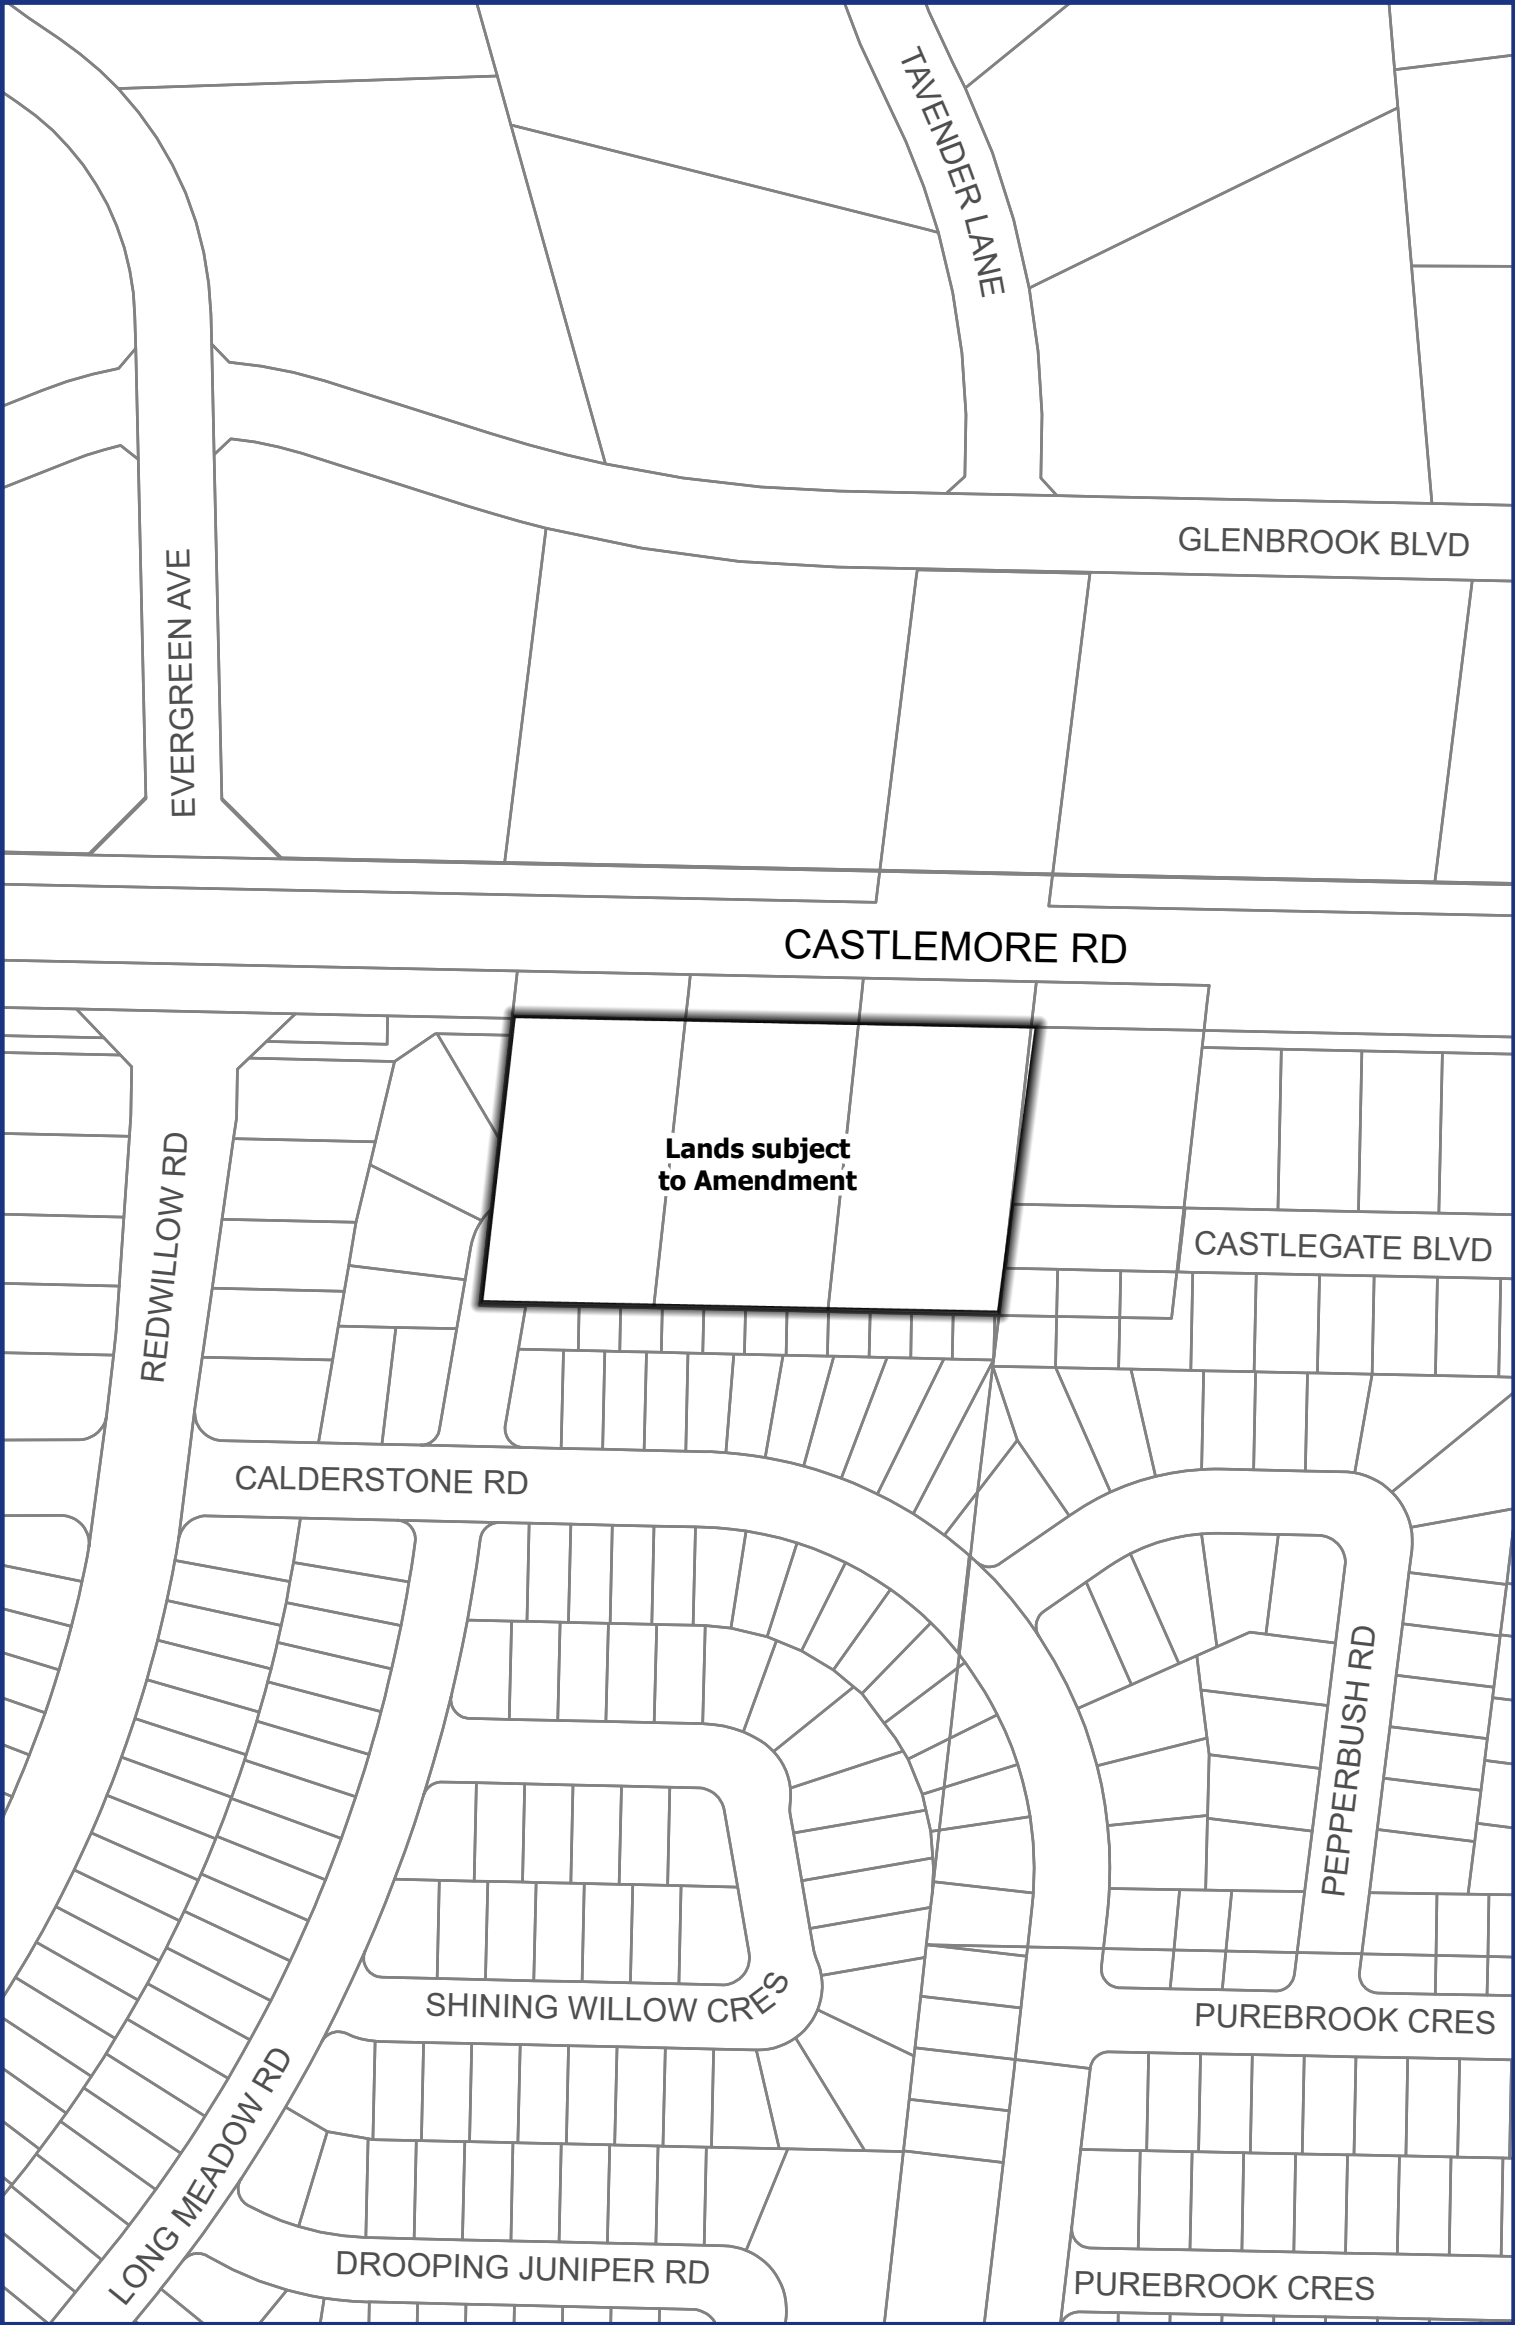 TAVENDER LANE
GLENBROOK BLVD
EVERGREEN AVE
CASTLEMORE RD
Lands subject
to Amendment
REDWILLOW RD
CASTLEGATE BLVD
CALDERSTONE RD
PEPPERBUSH RD
SHINING WILLOW CRES
PUREBROOK CRES
LONG MEADOW RD
DROOPING JUNIPER RD
PUREBROOK CRES